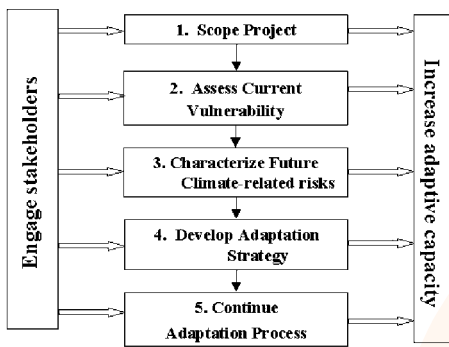 Engage stakeholders
1. Scope Project
2. Assess Current
Vulnerability
3. Characterize Future
Climate-related risks
4. Develop Adaptation
Strategy
5. Continue
Adaptation Process
Increase adaptive capacity